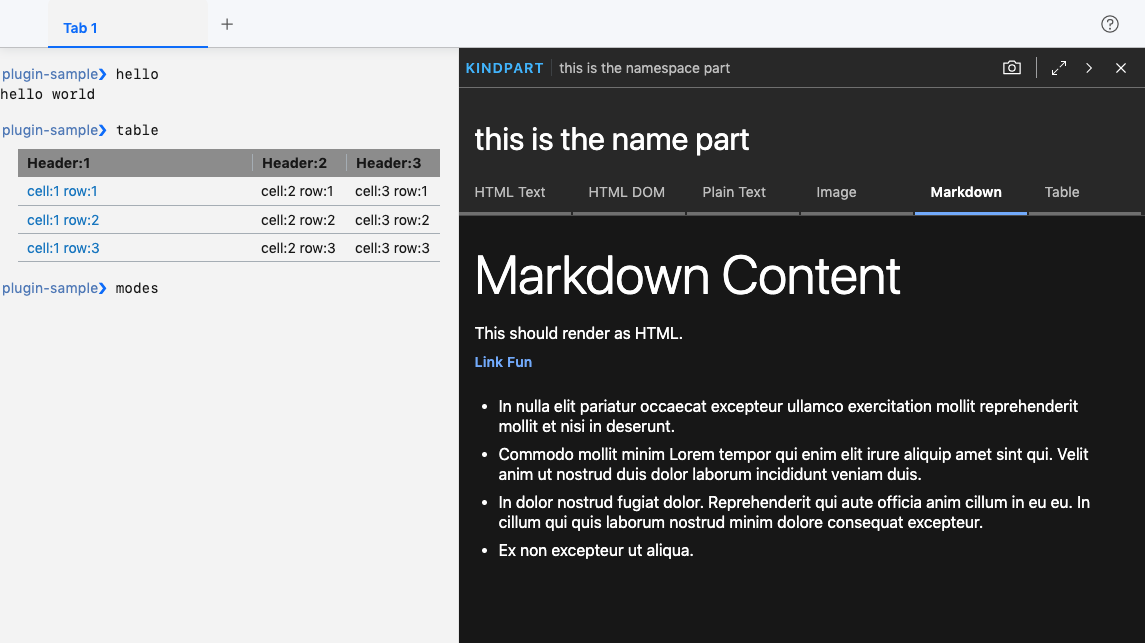 Tab 1
plugin-sample❯ hello
hello world
plugin-sample❯ table
Header:1 Header:2 Header:3
cell:1 row:1 cell:2 row:1 cell:3 row:1
cell:1 row:2 cell:2 row:2 cell:3 row:2
cell:1 row:3 cell:2 row:3 cell:3 row:3
plugin-sample❯ modes
KINDPART this is the namespace part
this is the name part
HTML Text HTML DOM Plain Text Image Markdown Table
Markdown Content
This should render as HTML.
Link Fun
• In nulla elit pariatur occaecat excepteur ullamco exercitation mollit reprehenderit
mollit et nisi in deserunt.
• Commodo mollit minim Lorem tempor qui enim elit irure aliquip amet sint qui. Velit
anim ut nostrud duis dolor laborum incididunt veniam duis.
• In dolor nostrud fugiat dolor. Reprehenderit qui aute officia anim cillum in eu eu. In
cillum qui quis laborum nostrud minim dolore consequat excepteur.
• Ex non excepteur ut aliqua.